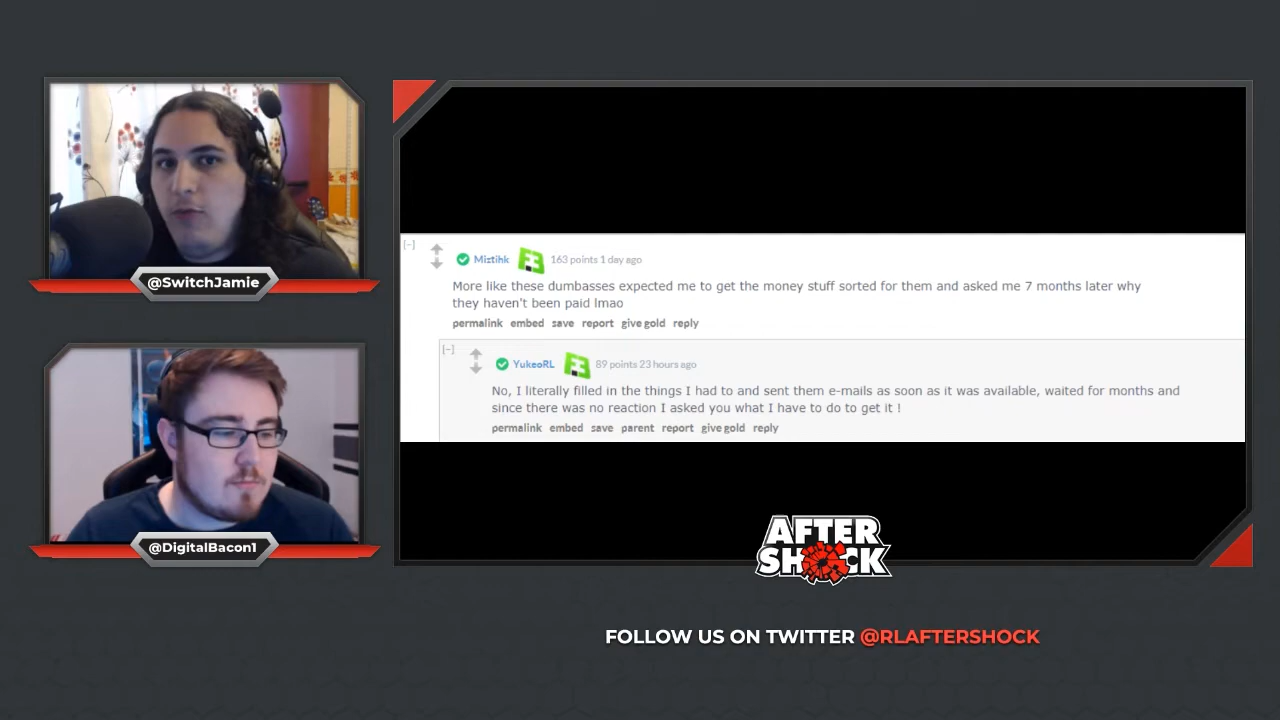 @SwitchJamie
@DigitalBacon1
[-]
Miztihk 163 points 1 day ago
More like these dumbasses expected me to get the money stuff sorted for them and asked me 7 months later why
they haven't been paid lmao
permalink embed save report give gold reply
[-]
YukeoRL 89 points 23 hours ago
No, I literally filled in the things I had to and sent them e-mails as soon as it was available, waited for months and
since there was no reaction I asked you what I have to do to get it !
permalink embed save parent report give gold reply
AFTER
SHOCK
FOLLOW US ON TWITTER @RLAFTERSHOCK